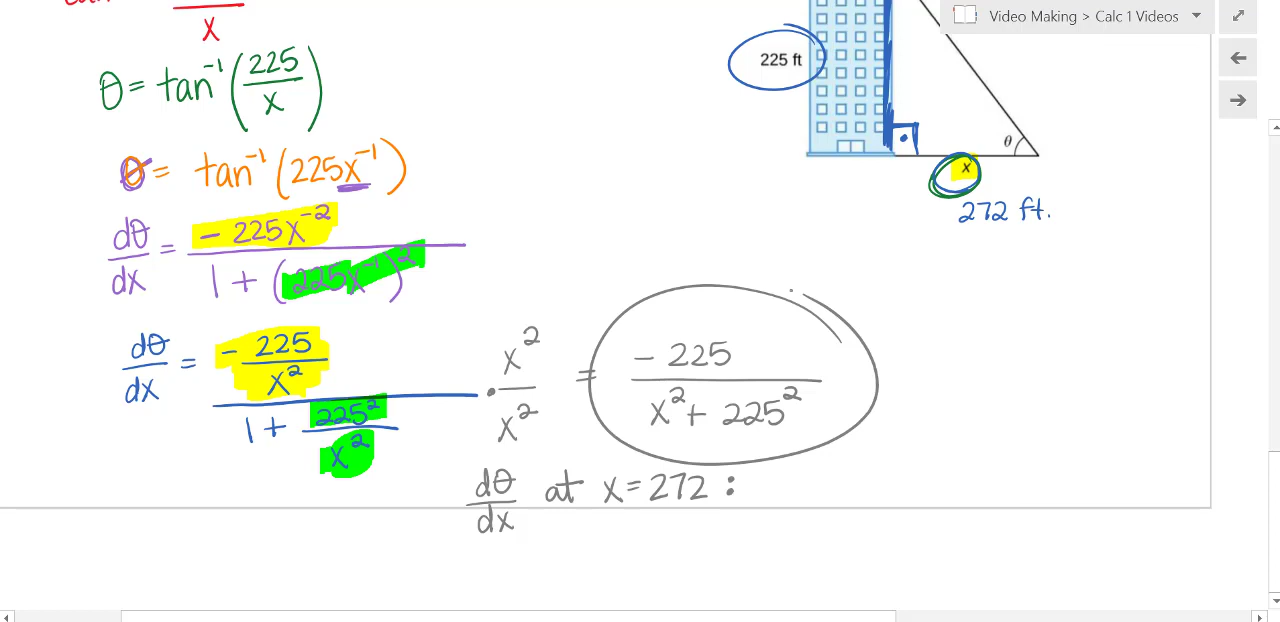 Video Making > Calc 1 Videos
x
θ = tan⁻¹(225/x)
225 ft
θ = tan⁻¹(225x⁻¹)
θ
x
272 ft.
dθ/dx = - 225x⁻² / 1 + (225x⁻¹)²
dθ/dx = (- 225/x²) / (1 + 225²/x²) · x²/x² = - 225 / x² + 225²
dθ/dx at x = 272 :